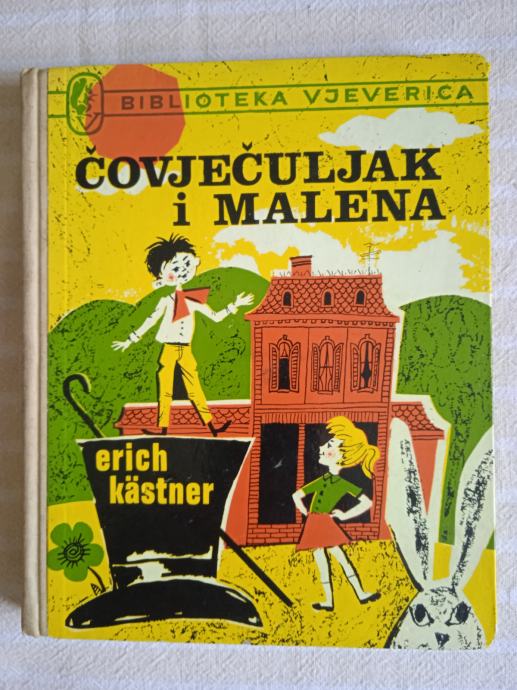 BIBLIOTEKA VJEVERICA
ČOVJEČULJAK
i MALENA
erich
kästner